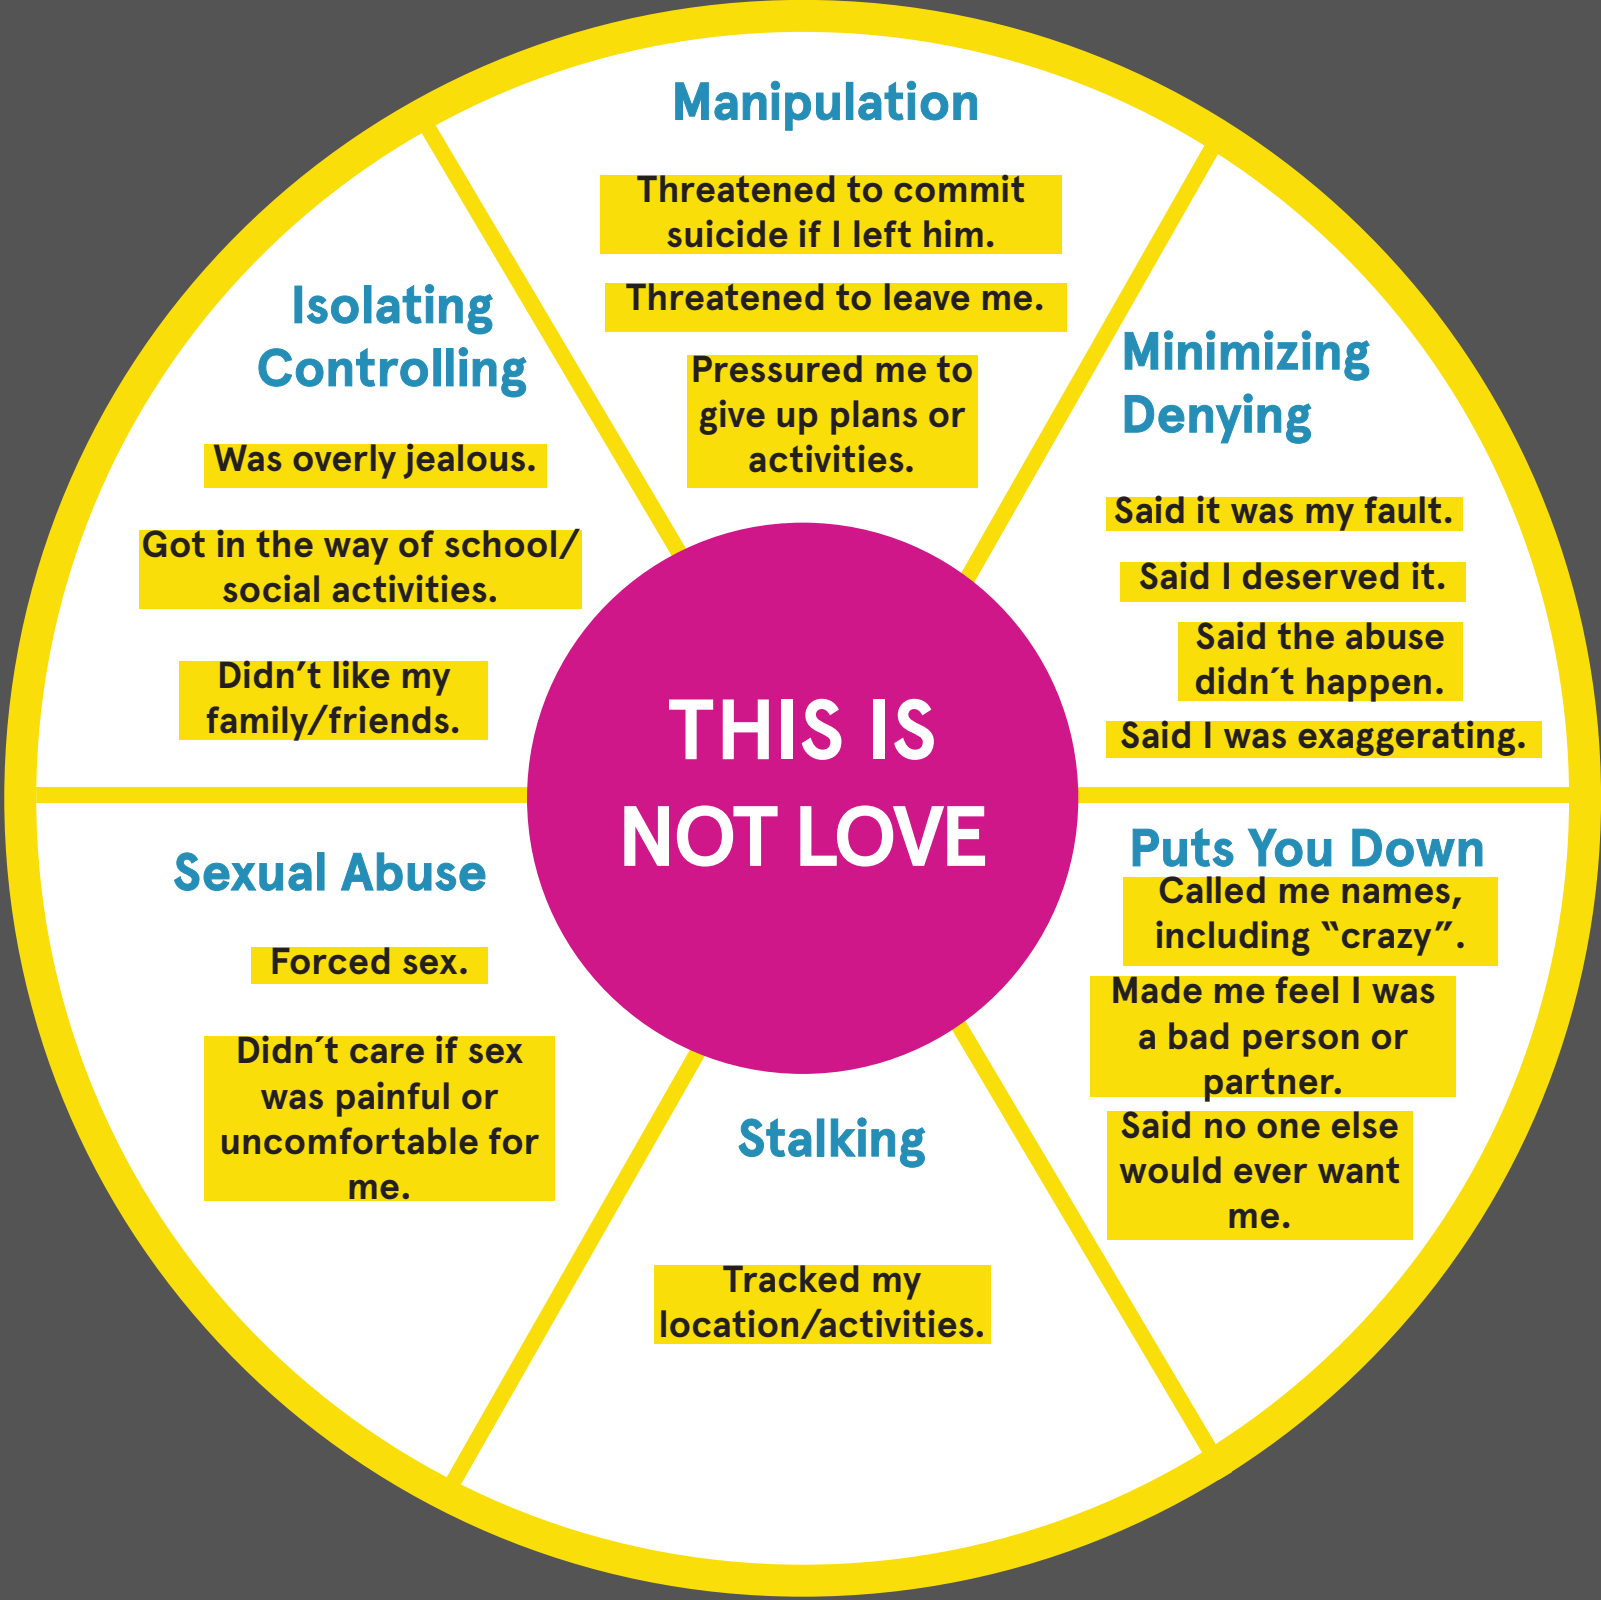 Manipulation
Threatened to commit
suicide if I left him.
Threatened to leave me.
Pressured me to
give up plans or
activities.
Minimizing
Denying
Said it was my fault.
Said I deserved it.
Said the abuse
didn´t happen.
Said I was exaggerating.
Puts You Down
Called me names,
including “crazy”.
Made me feel I was
a bad person or
partner.
Said no one else
would ever want
me.
Stalking
Tracked my
location/activities.
Sexual Abuse
Forced sex.
Didn´t care if sex
was painful or
uncomfortable for
me.
Isolating
Controlling
Was overly jealous.
Got in the way of school/
social activities.
Didn’t like my
family/friends.
THIS IS
NOT LOVE